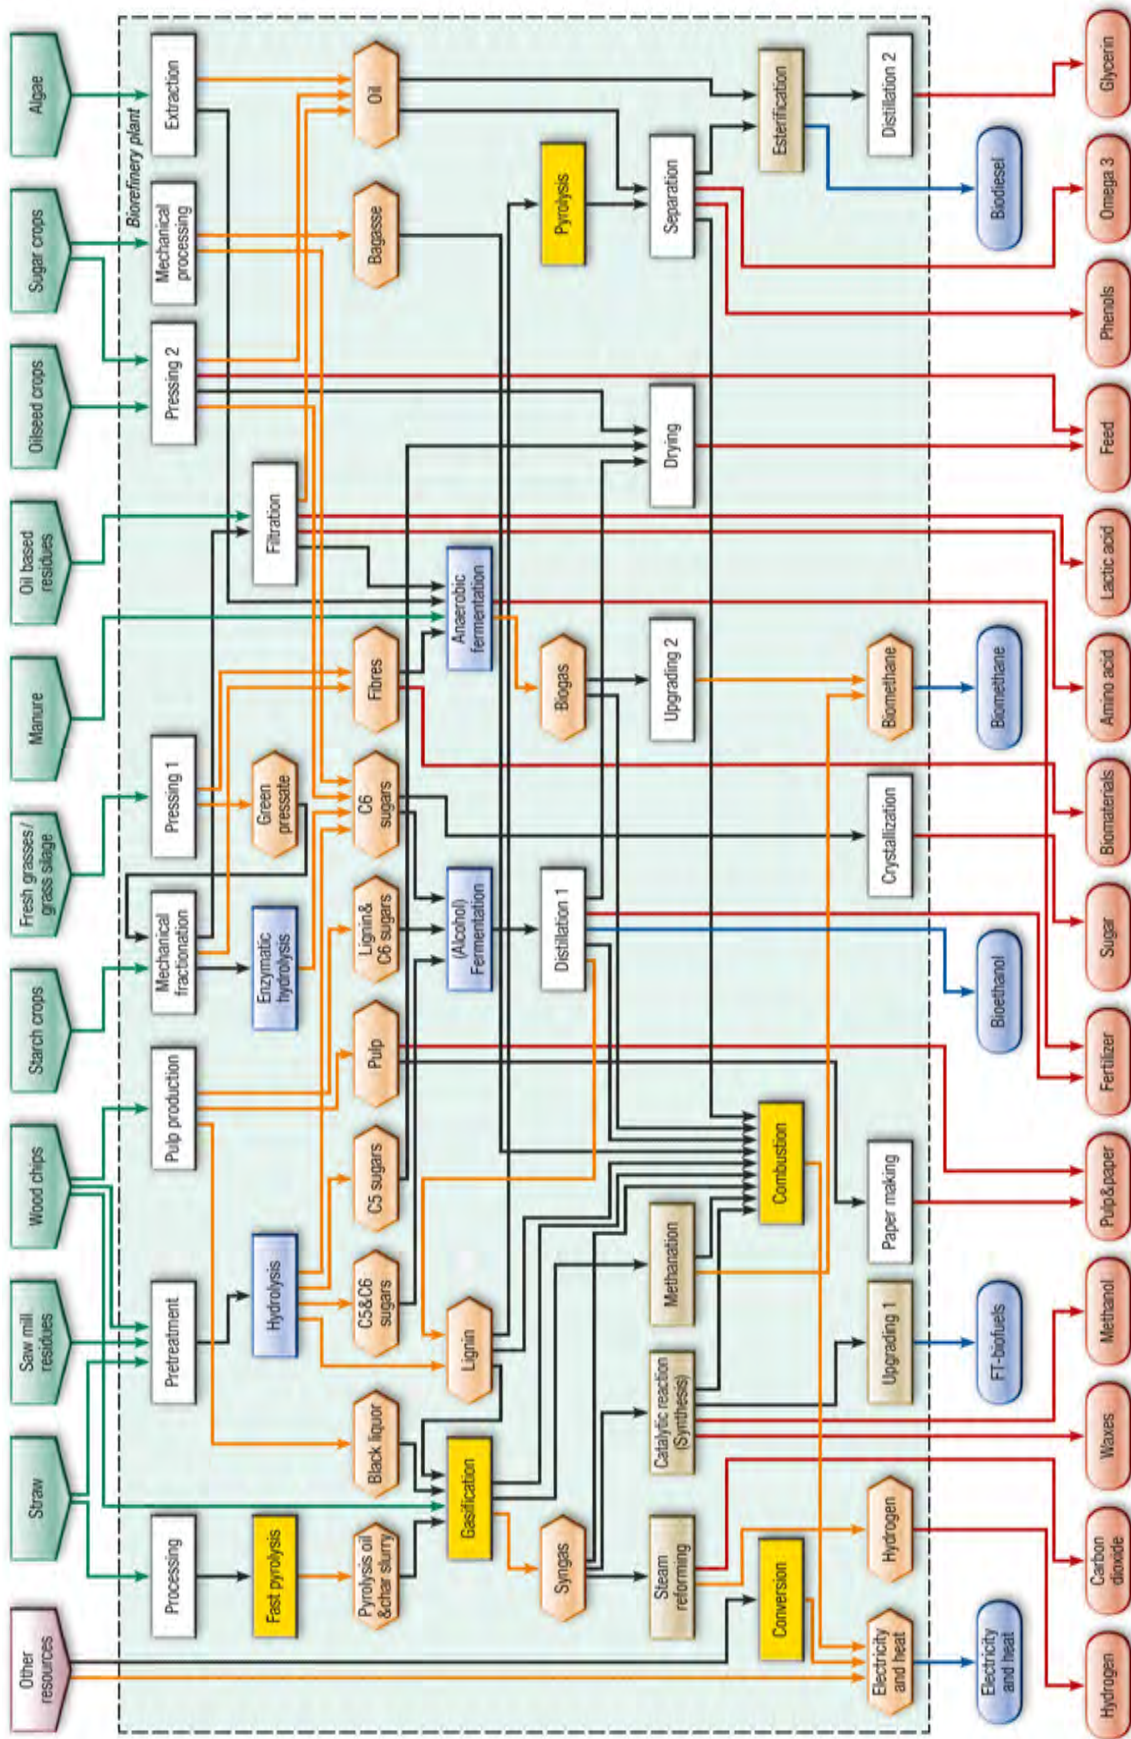 Other
resources
Straw
Saw mill
residues
Wood chips
Starch crops
Fresh grasses/
grass silage
Manure
Oil based
residues
Oilseed crops
Sugar crops
Algae
Biorefinery plant
Processing
Pretreatment
Pulp production
Mechanical
fractionation
Pressing 1
Pressing 2
Mechanical
processing
Extraction
Fast pyrolysis
Hydrolysis
Enzymatic
hydrolysis
Green
pressate
Filtration
Pyrolysis oil
&char slurry
Black liquor
C5&C6
sugars
C5 sugars
Pulp
Lignin&
C6 sugars
C6
sugars
Fibres
Bagasse
Oil
Gasification
Lignin
(Alcohol)
Fermentation
Anaerobic
fermentation
Syngas
Distillation 1
Biogas
Pyrolysis
Steam
reforming
Catalytic reaction
(Synthesis)
Methanation
Upgrading 2
Drying
Separation
Conversion
Combustion
Esterification
Electricity
and heat
Hydrogen
Upgrading 1
Paper making
Crystallization
Biomethane
Distillation 2
Electricity
and heat
FT-biofuels
Bioethanol
Biomethane
Biodiesel
Hydrogen
Carbon
dioxide
Waxes
Methanol
Pulp&paper
Fertilizer
Sugar
Biomaterials
Amino acid
Lactic acid
Feed
Phenols
Omega 3
Glycerin